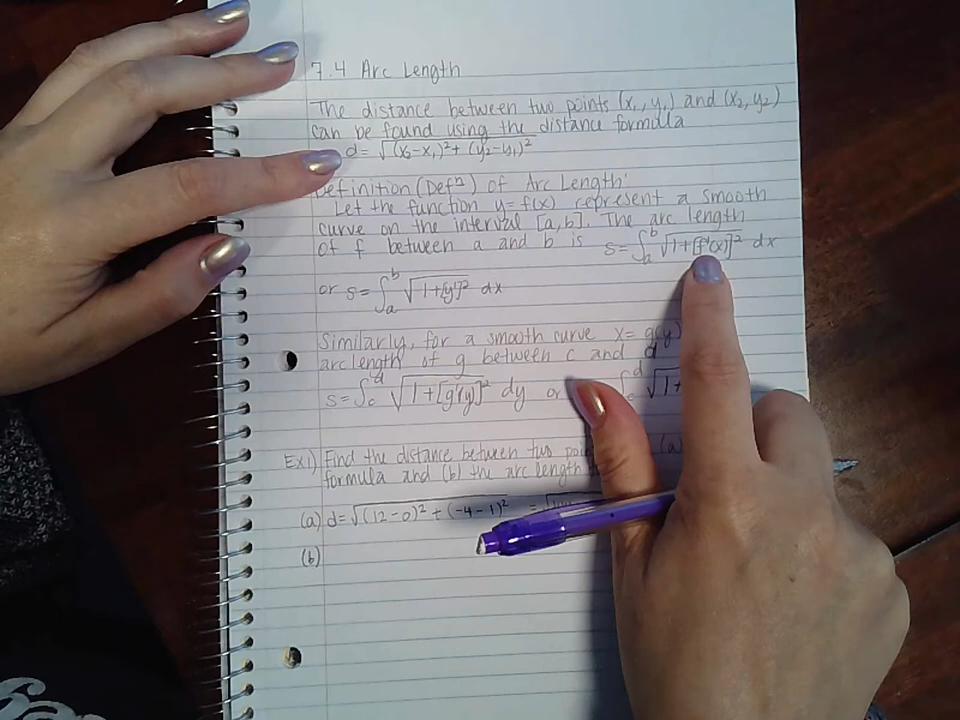 7.4 Arc Length
The distance between two points (x₁, y₁) and (x₂, y₂)
can be found using the distance formula
d = √(x₂-x₁)² + (y₂-y₁)²
Definition (Defⁿ) of Arc Length:
Let the function y = f(x) represent a smooth
curve on the interval [a,b]. The arc length
of f between a and b is s = ∫ₐᵇ √1+[f'(x)]² dx
or s = ∫ₐᵇ √1+[y']² dx
Similarly, for a smooth curve x = g(y)
arc length of g between c and d
s = ∫_c^d √1+[g'(y)]² dy or ∫_c^d √1+
Ex1) Find the distance between two (a)
formula and (b) the arc length
(a) d = √(12-0)² + (-4-1)² = √
(b)